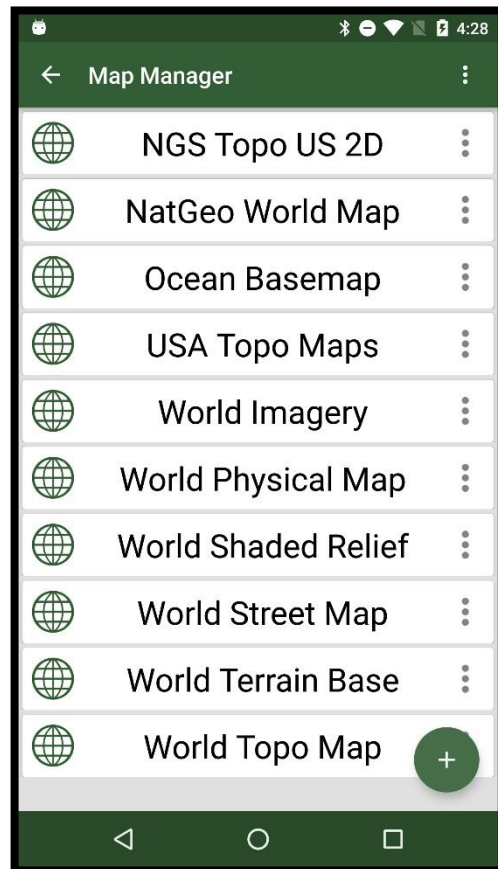 4:28
Map Manager
NGS Topo US 2D
NatGeo World Map
Ocean Basemap
USA Topo Maps
World Imagery
World Physical Map
World Shaded Relief
World Street Map
World Terrain Base
World Topo Map
+